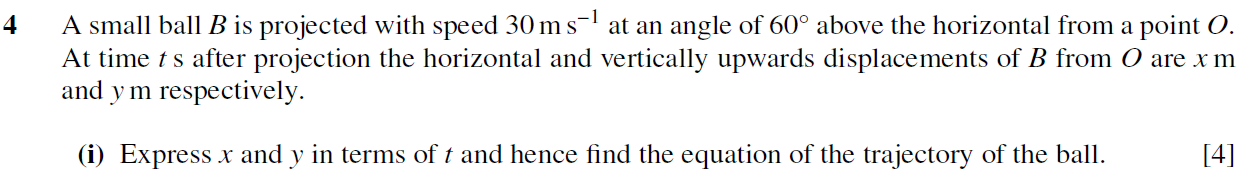 4 A small ball B is projected with speed 30 m s⁻¹ at an angle of 60° above the horizontal from a point O.
At time t s after projection the horizontal and vertically upwards displacements of B from O are x m
and y m respectively.
(i) Express x and y in terms of t and hence find the equation of the trajectory of the ball. [4]